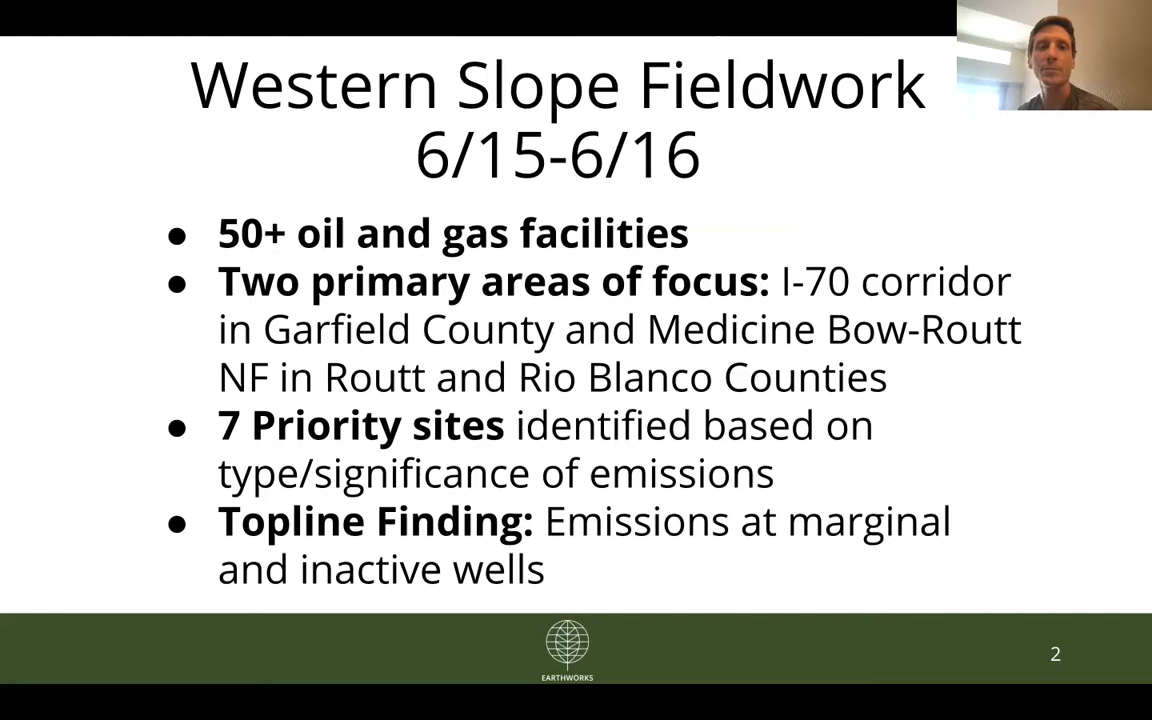 Western Slope Fieldwork
6/15-6/16
● 50+ oil and gas facilities
● Two primary areas of focus: I-70 corridor
in Garfield County and Medicine Bow-Routt
NF in Routt and Rio Blanco Counties
● 7 Priority sites identified based on
type/significance of emissions
● Topline Finding: Emissions at marginal
and inactive wells
EARTHWORKS
2